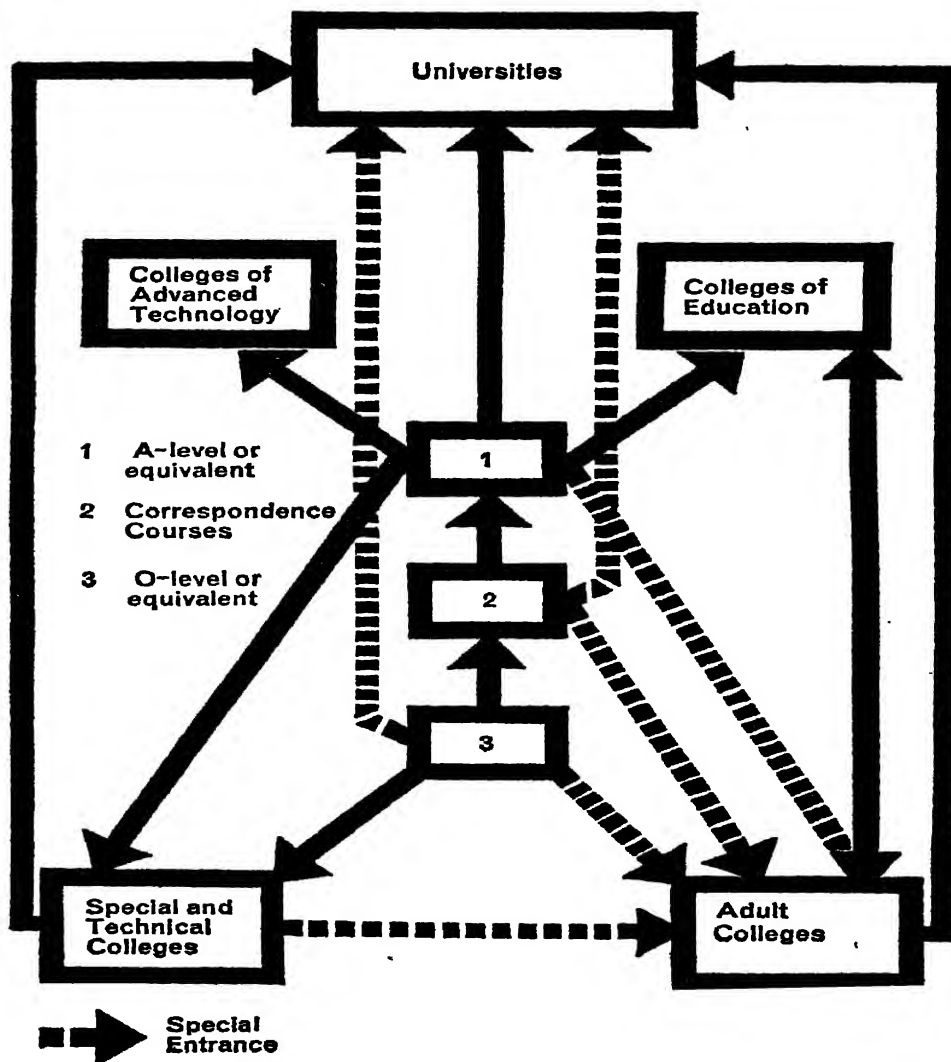 Universities
Colleges of
Advanced
Technology
Colleges of
Education
1 A-level or
equivalent
2 Correspondence
Courses
3 O-level or
equivalent
1
2
3
Special and
Technical
Colleges
Adult
Colleges
Special
Entrance